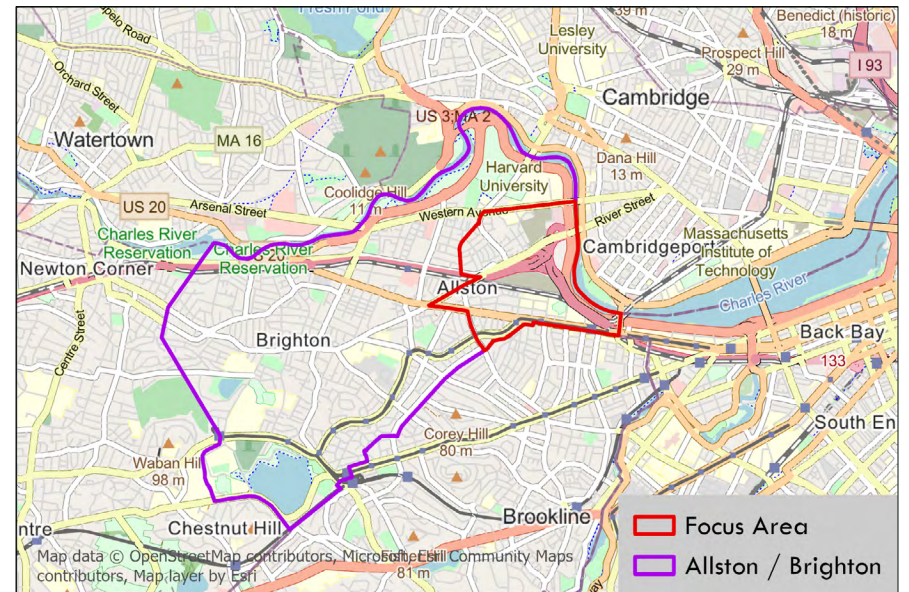 Fresh Pond
39 m
Benedict (historic)
18 m
Lesley
University
Prospect Hill
29 m
I 93
Orchard Street
Cambridge
US 3;MA 2
Watertown
MA 16
Harvard
University
Dana Hill
13 m
Coolidge Hill
11 m
US 20
Arsenal Street
Western Avenue
River Street
Charles River
Reservation
Charles River
Reservation
Cambridgeport
Massachusetts
Institute of
Technology
Newton Corner
Allston
Charles River
Centre Street
Brighton
Back Bay
133
Corey Hill
80 m
South En
Waban Hill
98 m
Chestnut Hill
Brookline
ntre
Map data © OpenStreetMap contributors, Microsoft, Esri Community Maps
contributors, Map layer by Esri
81 m
Focus Area
Allston / Brighton